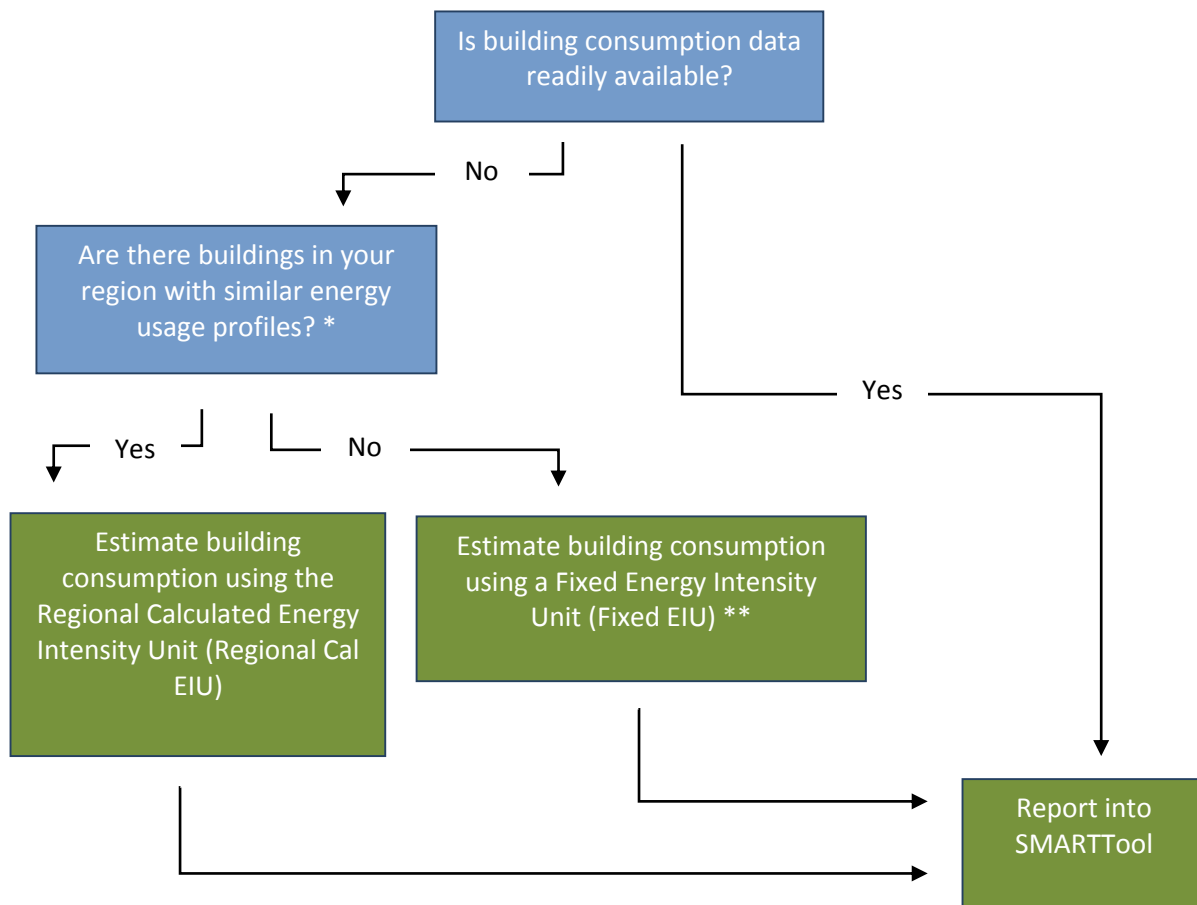 Is building consumption data
readily available?
No
Are there buildings in your
region with similar energy
usage profiles? *
Yes
Yes
No
Estimate building
consumption using the
Regional Calculated Energy
Intensity Unit (Regional Cal
EIU)
Estimate building consumption
using a Fixed Energy Intensity
Unit (Fixed EIU) **
Report into
SMARTTool